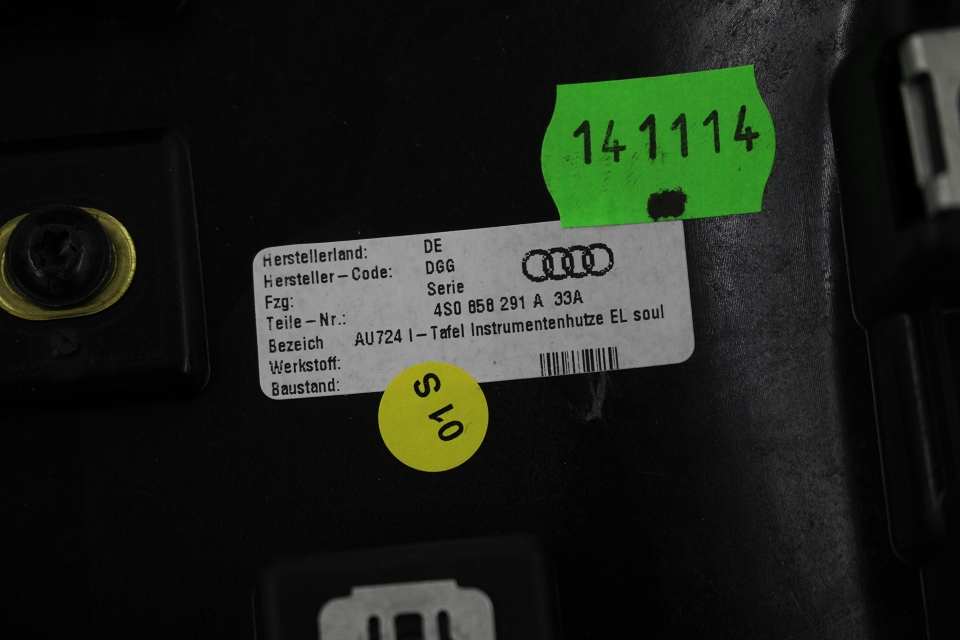 141114
Herstellerland: DE
Hersteller-Code: DGG
Fzg: Serie
Teile-Nr.: 4S0 858 291 A 33A
Bezeich AU724 I-Tafel Instrumentenhutze EL soul
Werkstoff:
Baustand:
S 10